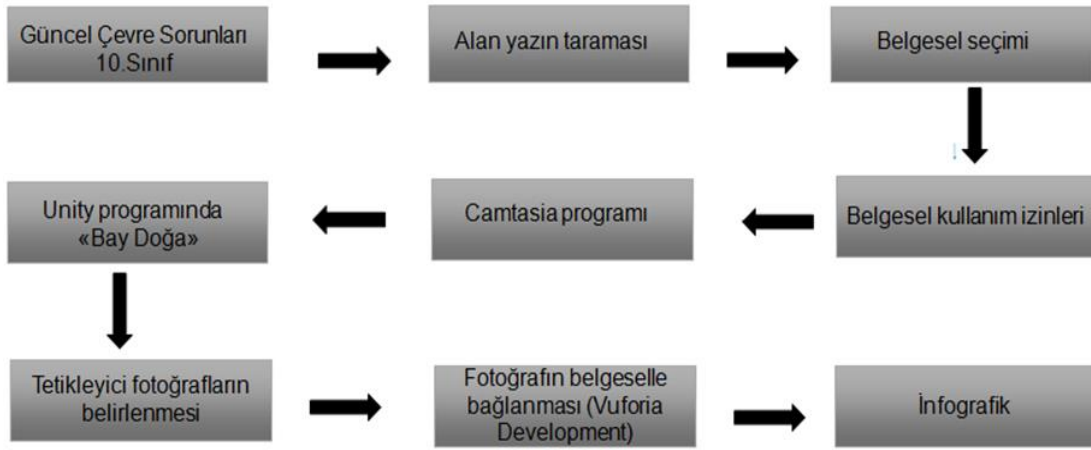 Güncel Çevre Sorunları
10.Sınıf
Alan yazın taraması
Belgesel seçimi
Belgesel kullanım izinleri
Camtasia programı
Unity programında
«Bay Doğa»
Tetikleyici fotoğrafların
belirlenmesi
Fotoğrafın belgeselle
bağlanması (Vuforia
Development)
İnfografik